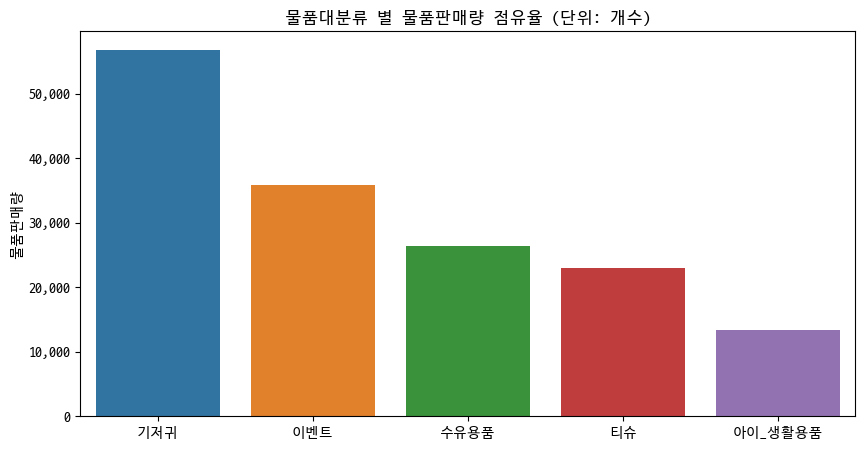 물품대분류 별 물품판매량 점유율 (단위: 개수)
물품판매량
50,000
40,000
30,000
20,000
10,000
0
기저귀 이벤트 수유용품 티슈 아이_생활용품